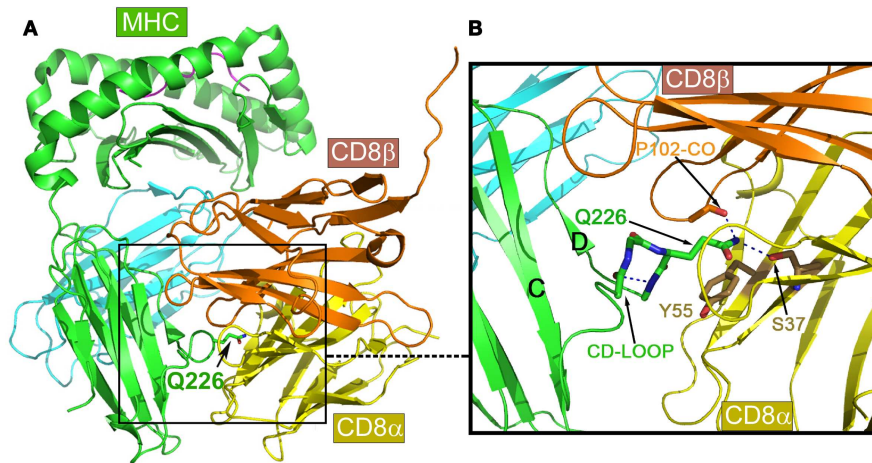 A
MHC
CD8β
Q226
CD8α
B
CD8β
P102-CO
Q226
D
C
Y55
S37
CD-LOOP
CD8α